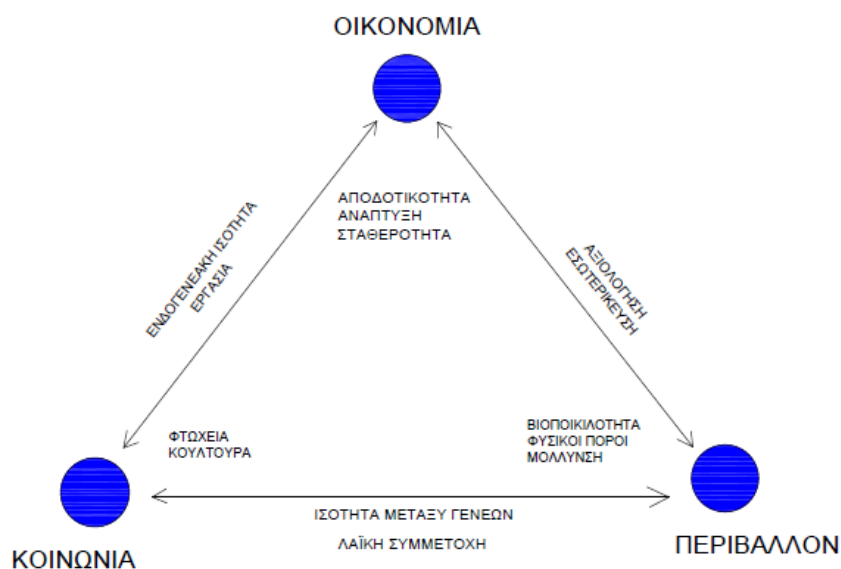 ΟΙΚΟΝΟΜΙΑ
ΑΠΟΔΟΤΙΚΟΤΗΤΑ
ΑΝΑΠΤΥΞΗ
ΣΤΑΘΕΡΟΤΗΤΑ
ΕΝΔΟΓΕΝΕΑΚΗ ΙΣΟΤΗΤΑ
ΕΡΓΑΣΙΑ
ΑΞΙΟΛΟΓΗΣΗ
ΕΣΩΤΕΡΙΚΕΥΣΗ
ΦΤΩΧΕΙΑ
ΚΟΥΛΤΟΥΡΑ
ΒΙΟΠΟΙΚΙΛΟΤΗΤΑ
ΦΥΣΙΚΟΙ ΠΟΡΟΙ
ΜΟΛΛΥΝΣΗ
ΙΣΟΤΗΤΑ ΜΕΤΑΞΥ ΓΕΝΕΩΝ
ΛΑΪΚΗ ΣΥΜΜΕΤΟΧΗ
ΚΟΙΝΩΝΙΑ
ΠΕΡΙΒΑΛΛΟΝ